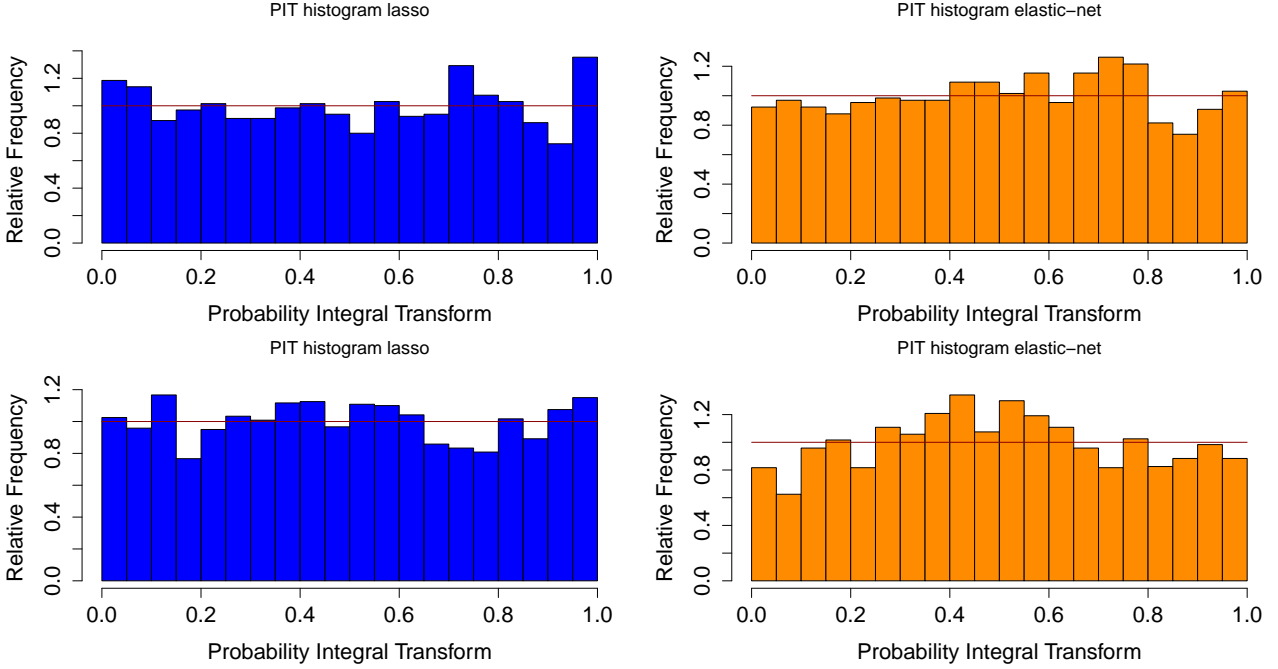 PIT histogram lasso
Relative Frequency
0.0 0.4 0.8 1.2
0.0 0.2 0.4 0.6 0.8 1.0
Probability Integral Transform
PIT histogram elastic−net
Relative Frequency
0.0 0.4 0.8 1.2
0.0 0.2 0.4 0.6 0.8 1.0
Probability Integral Transform
PIT histogram lasso
Relative Frequency
0.0 0.4 0.8 1.2
0.0 0.2 0.4 0.6 0.8 1.0
Probability Integral Transform
PIT histogram elastic−net
Relative Frequency
0.0 0.4 0.8 1.2
0.0 0.2 0.4 0.6 0.8 1.0
Probability Integral Transform